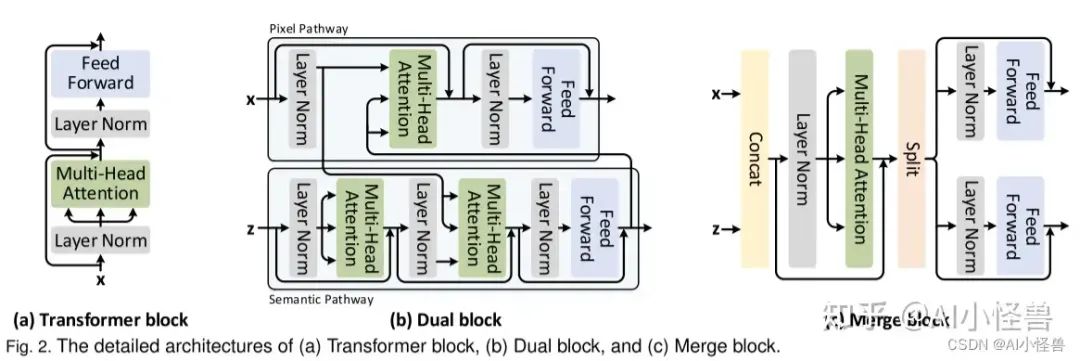 Pixel Pathway
Feed
Forward
Layer Norm
Multi-Head
Attention
Layer Norm
x
x
Layer Norm
Multi-Head
Attention
Layer Norm
Feed
Forward
z
Layer Norm
Multi-Head
Attention
Layer Norm
Multi-Head
Attention
Layer Norm
Feed
Forward
Semantic Pathway
x
z
Concat
Layer Norm
Multi-Head Attention
Split
Layer Norm
Feed
Forward
Layer Norm
Feed
Forward
(a) Transformer block
(b) Dual block
(c) Merge block
知乎 @AI小怪兽
Fig. 2. The detailed architectures of (a) Transformer block, (b) Dual block, and (c) Merge block.
CSDN @AI小怪兽